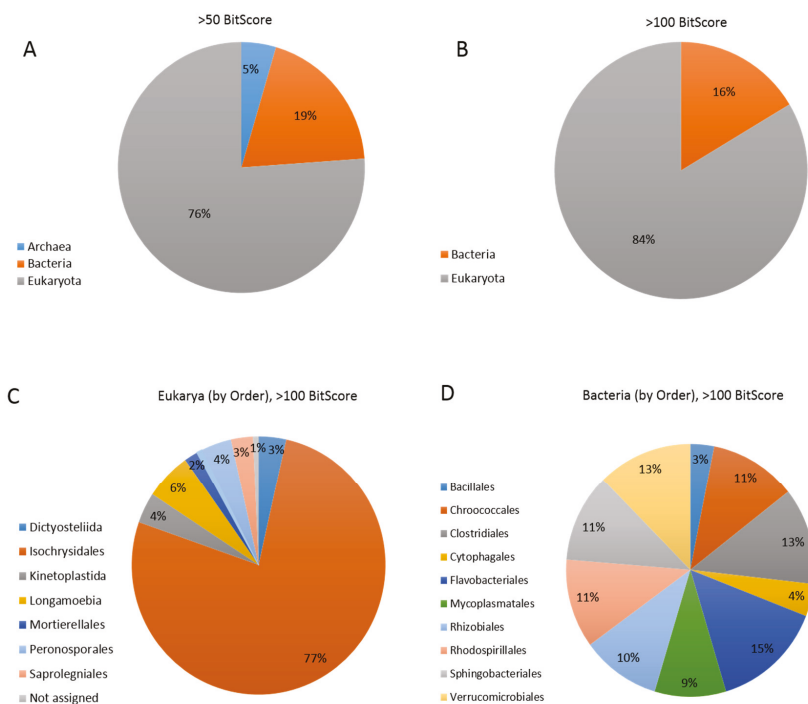 >50 BitScore
A
5%
19%
76%
Archaea
Bacteria
Eukaryota
>100 BitScore
B
16%
84%
Bacteria
Eukaryota
C
Eukarya (by Order), >100 BitScore
1%
3%
3%
4%
2%
6%
4%
77%
Dictyosteliida
Isochrysidales
Kinetoplastida
Longamoebia
Mortierellales
Peronosporales
Saprolegniales
Not assigned
D
Bacteria (by Order), >100 BitScore
3%
11%
13%
4%
15%
9%
10%
11%
11%
13%
Bacillales
Chroococcales
Clostridiales
Cytophagales
Flavobacteriales
Mycoplasmatales
Rhizobiales
Rhodospirillales
Sphingobacteriales
Verrucomicrobiales